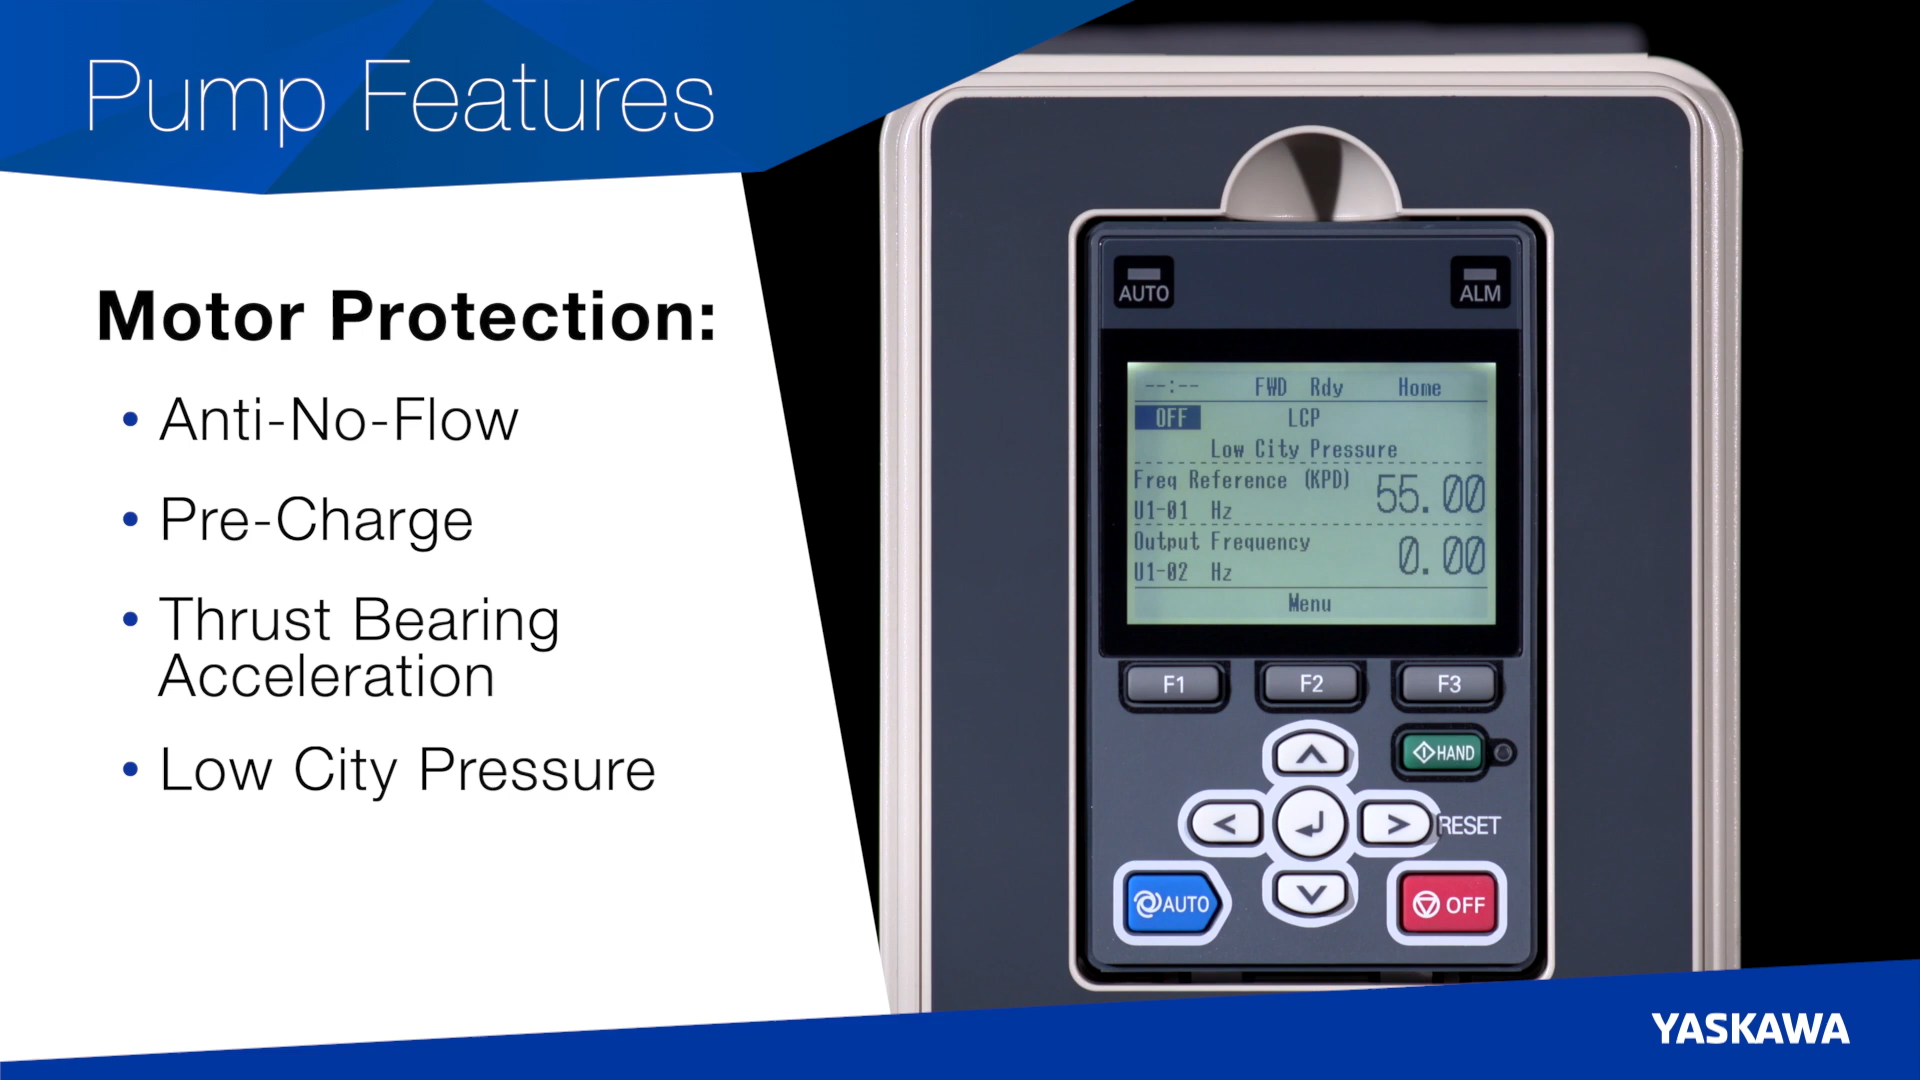 Pump Features
Motor Protection:
• Anti-No-Flow
• Pre-Charge
• Thrust Bearing
Acceleration
• Low City Pressure
AUTO
ALM
--:-- FWD Rdy Home
OFF LCP
Low City Pressure
Freq Reference (KPD) 55.00
U1-01 Hz
Output Frequency 0.00
U1-02 Hz
Menu
F1 F2 F3
HAND
RESET
AUTO
OFF
YASKAWA